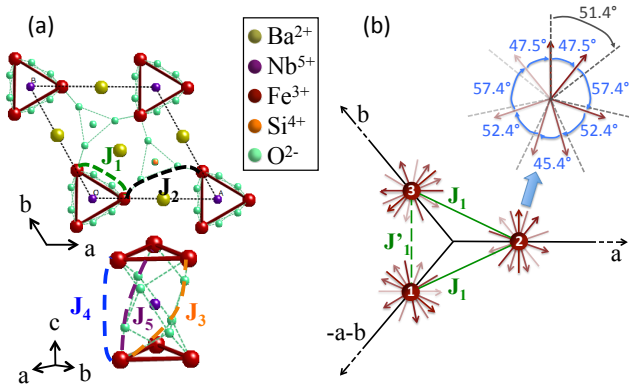 (a)
B
O
A
J1
J2
b
a
Ba2+
Nb5+
Fe3+
Si4+
O2-
J4
J5
J3
c
a
b
(b)
51.4°
47.5°
47.5°
57.4°
57.4°
52.4°
52.4°
45.4°
b
3
J1
2
J'1
a
1
J1
-a-b